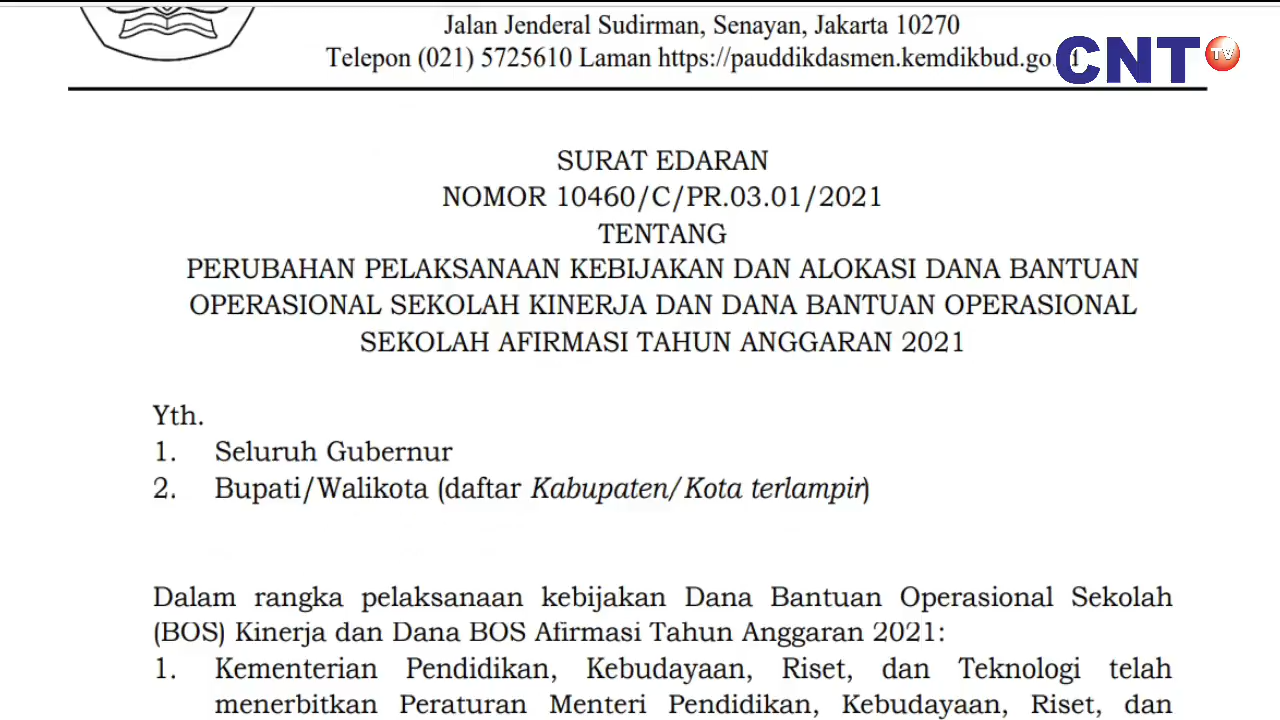 Jalan Jenderal Sudirman, Senayan, Jakarta 10270
Telepon (021) 5725610 Laman https://pauddikdasmen.kemdikbud.go.i
CNT TV
SURAT EDARAN
NOMOR 10460/C/PR.03.01/2021
TENTANG
PERUBAHAN PELAKSANAAN KEBIJAKAN DAN ALOKASI DANA BANTUAN
OPERASIONAL SEKOLAH KINERJA DAN DANA BANTUAN OPERASIONAL
SEKOLAH AFIRMASI TAHUN ANGGARAN 2021
Yth.
1. Seluruh Gubernur
2. Bupati/Walikota (daftar Kabupaten/Kota terlampir)
Dalam rangka pelaksanaan kebijakan Dana Bantuan Operasional Sekolah
(BOS) Kinerja dan Dana BOS Afirmasi Tahun Anggaran 2021:
1. Kementerian Pendidikan, Kebudayaan, Riset, dan Teknologi telah
menerbitkan Peraturan Menteri Pendidikan, Kebudayaan, Riset, dan